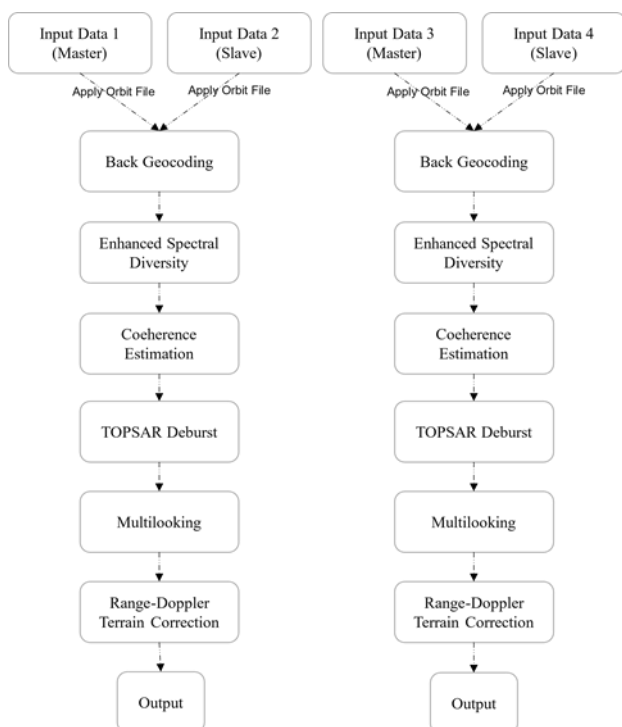 Input Data 1
(Master)
Input Data 2
(Slave)
Input Data 3
(Master)
Input Data 4
(Slave)
Apply Orbit File
Apply Orbit File
Apply Orbit File
Apply Orbit File
Back Geocoding
Enhanced Spectral
Diversity
Coeherence
Estimation
TOPSAR Deburst
Multilooking
Range-Doppler
Terrain Correction
Output
Back Geocoding
Enhanced Spectral
Diversity
Coeherence
Estimation
TOPSAR Deburst
Multilooking
Range-Doppler
Terrain Correction
Output